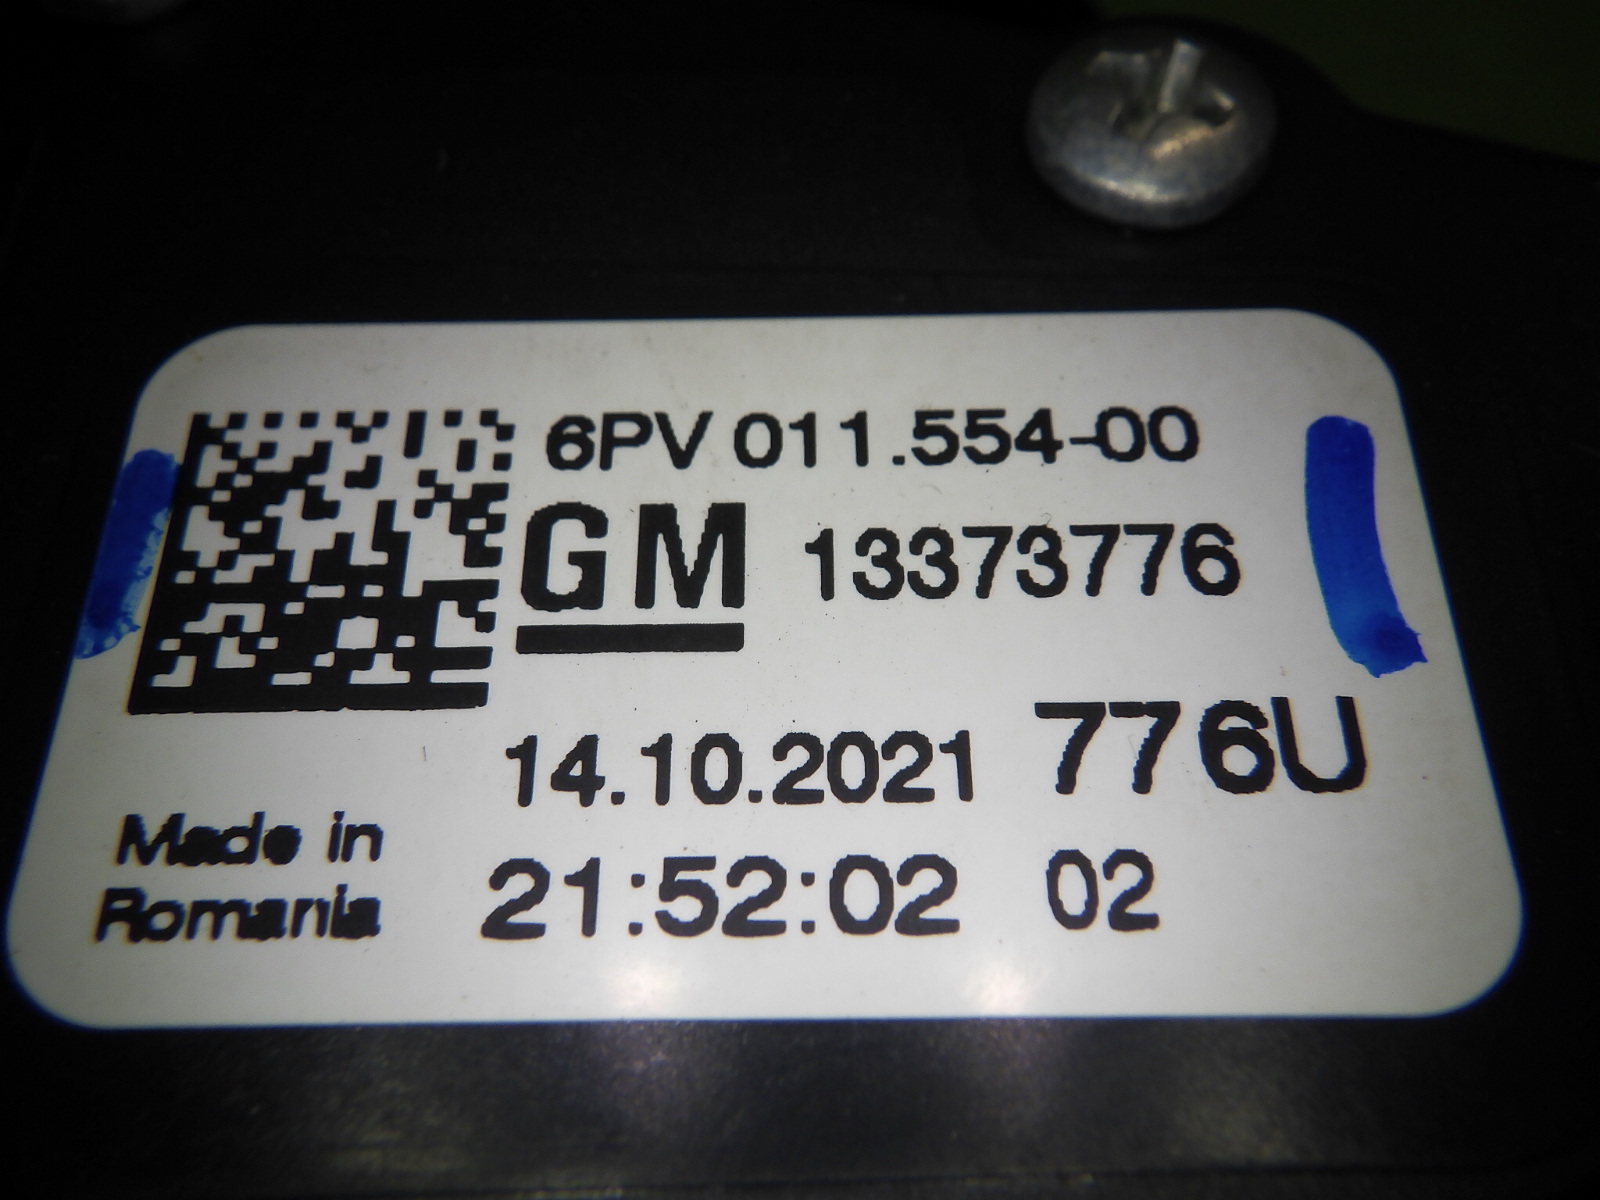 6PV 011.554-00
GM 13373776
14.10.2021 776U
Made in
Romania
21:52:02 02